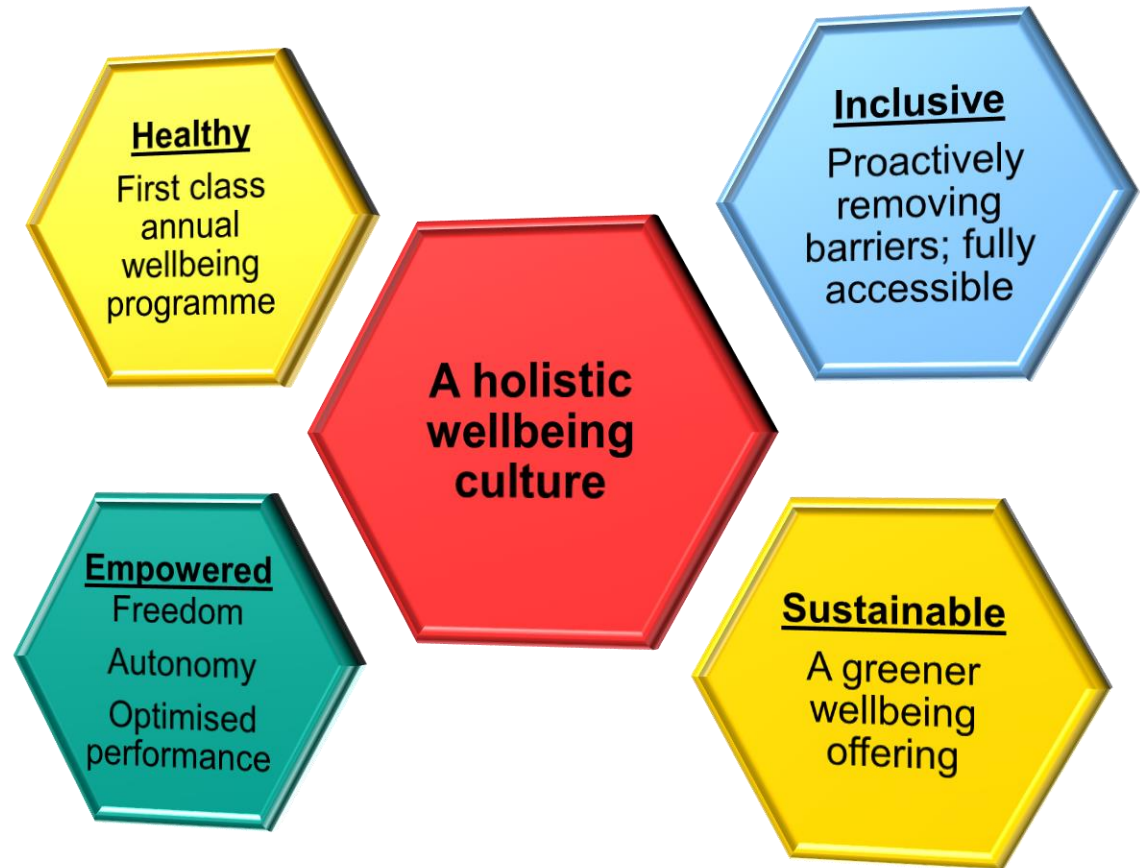 Healthy
First class
annual
wellbeing
programme
Inclusive
Proactively
removing
barriers; fully
accessible
A holistic
wellbeing
culture
Empowered
Freedom
Autonomy
Optimised
performance
Sustainable
A greener
wellbeing
offering